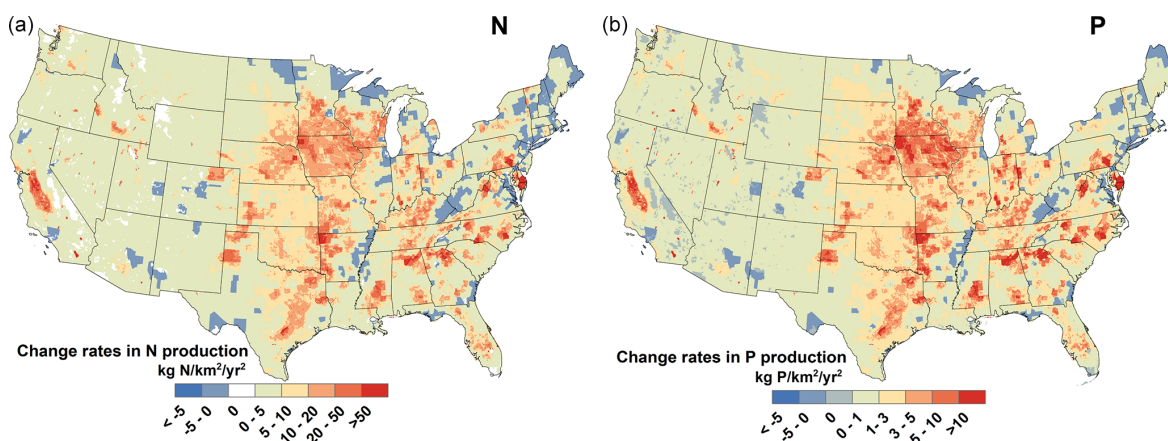 (a)
N
Change rates in N production
kg N/km²/yr²
< -5
-5 - 0
0
0 - 5
5 - 10
10 - 20
20 - 50
>50
(b)
P
Change rates in P production
kg P/km²/yr²
< -5
-5 - 0
0
0 - 1
1- 3
3 - 5
5 - 10
>10